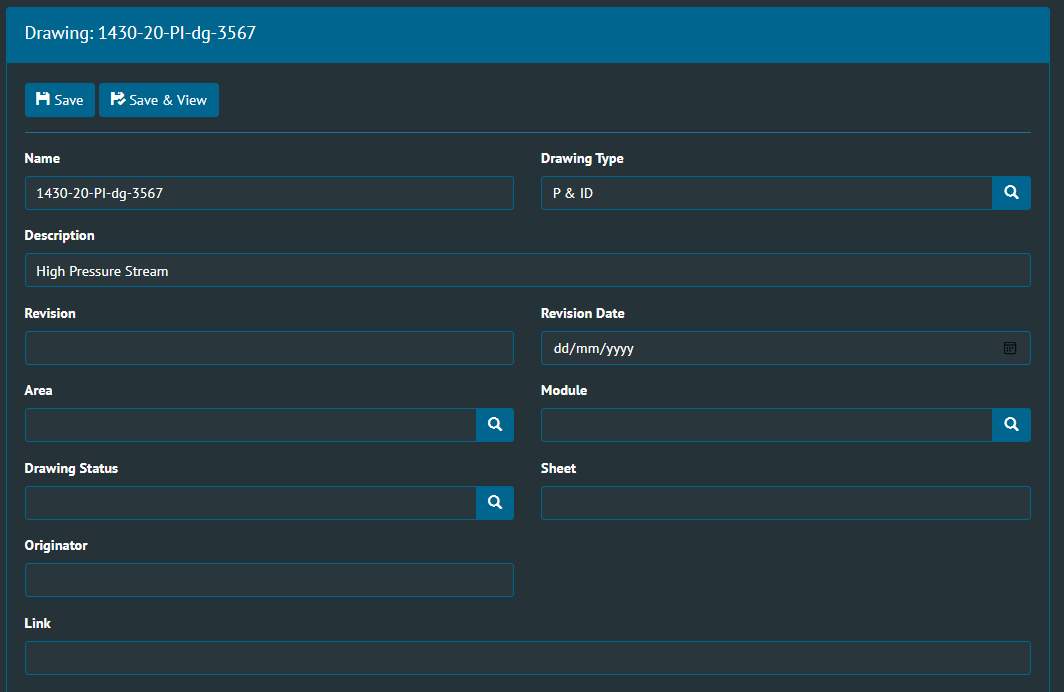 Drawing: 1430-20-PI-dg-3567
Save Save & View
Name Drawing Type
1430-20-PI-dg-3567 P & ID
Description
High Pressure Stream
Revision Revision Date
dd/mm/yyyy
Area Module
Drawing Status Sheet
Originator
Link